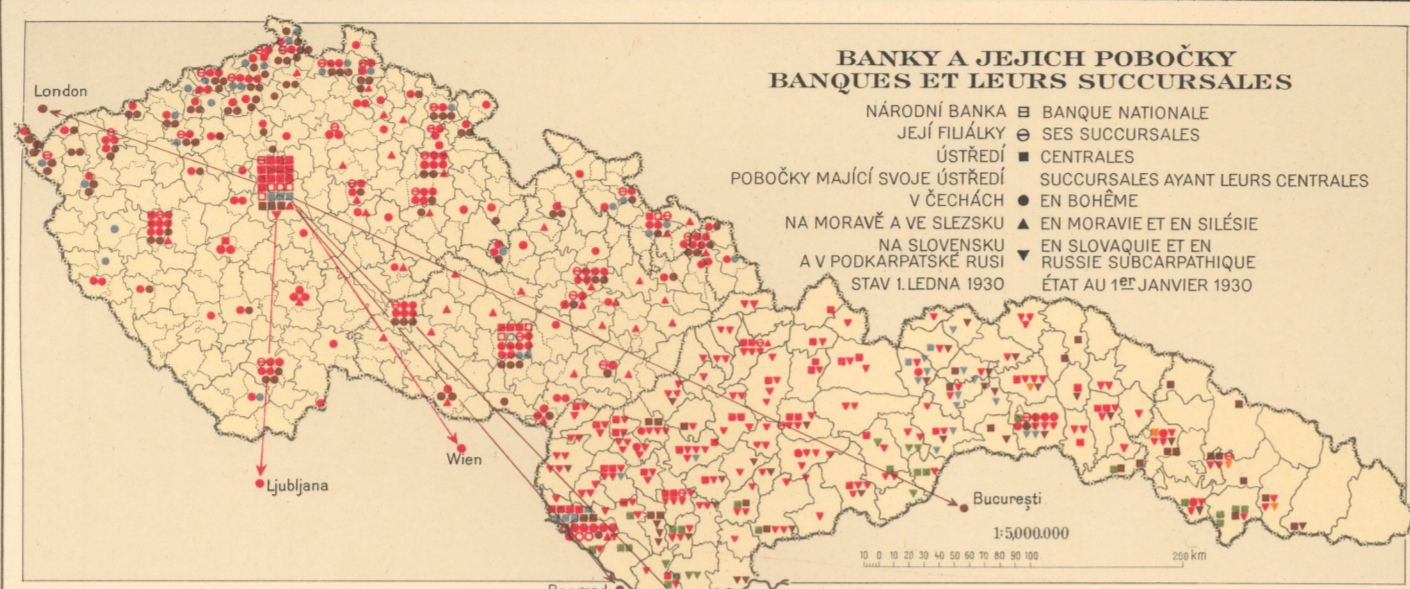 BANKY A JEJICH POBOČKY
BANQUES ET LEURS SUCCURSALES
NÁRODNÍ BANKA BANQUE NATIONALE
JEJÍ FILIÁLKY SES SUCCURSALES
ÚSTŘEDÍ CENTRALES
POBOČKY MAJÍCÍ SVOJE ÚSTŘEDÍ SUCCURSALES AYANT LEURS CENTRALES
V ČECHÁCH EN BOHÊME
NA MORAVĚ A VE SLEZSKU EN MORAVIE ET EN SILÉSIE
NA SLOVENSKU EN SLOVAQUIE ET EN
A V PODKARPATSKÉ RUSI RUSSIE SUBCARPATHIQUE
STAV 1. LEDNA 1930 ÉTAT AU 1er JANVIER 1930
London
Wien
Ljubljana
Bucureşti
1:5,000.000
10 0 10 20 30 40 50 60 70 80 90 100 200 km